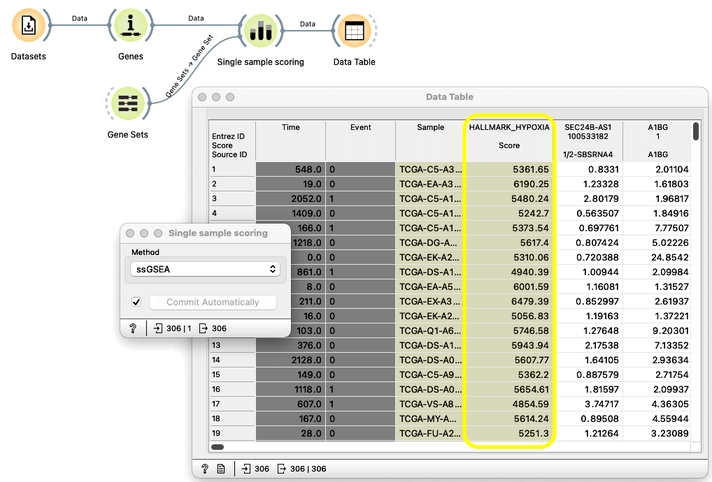 Data
Data
Data
Datasets
Genes
Single sample scoring
Data Table
Gene Sets → Gene Set
Gene Sets
Data Table
Time Event Sample HALLMARK_HYPOXIA SEC24B-AS1 A1BG
Entrez ID 100533182 1
Score Score
Source ID 1/2-SBSRNA4 A1BG
1 548.0 0 TCGA-C5-A3... 5361.65 0.8331 2.01104
2 19.0 0 TCGA-EA-A3... 6190.25 1.23328 1.61803
3 2052.0 1 TCGA-C5-A1... 5480.24 2.80179 1.96817
4 1409.0 0 TCGA-C5-A1... 5242.7 0.563507 1.84916
166.0 1 TCGA-C5-A1... 5373.54 0.697761 7.77507
1218.0 0 TCGA-DG-A... 5617.4 0.807424 5.02226
0.0 0 TCGA-EK-A2... 5310.06 0.720388 24.8542
861.0 1 TCGA-DS-A1... 4940.39 1.00944 2.09984
8.0 0 TCGA-EA-A5... 6001.59 1.16081 1.31527
211.0 0 TCGA-EX-A3... 6479.39 0.852997 2.61937
16.0 0 TCGA-EK-A2... 5056.83 1.19163 1.37221
103.0 0 TCGA-Q1-A6... 5746.58 1.27648 9.20301
13 376.0 0 TCGA-DS-A1... 5943.94 2.17538 7.13352
14 2128.0 0 TCGA-DS-A0... 5607.77 1.64105 2.93634
15 149.0 0 TCGA-C5-A9... 5362.2 0.887579 2.71754
16 1118.0 1 TCGA-DS-A0... 5654.61 1.81597 2.09937
17 607.0 1 TCGA-VS-A8... 4854.59 3.74717 4.36305
18 167.0 0 TCGA-MY-A... 5614.24 0.89508 4.55944
19 28.0 0 TCGA-FU-A2... 5251.3 1.21264 3.23089
? 306 306 | 306
Single sample scoring
Method
ssGSEA
Commit Automatically
? 306 | 1 306